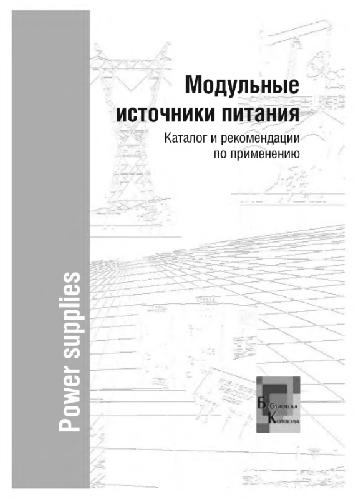 Модульные
источники питания
Каталог и рекомендации
по применению
Power supplies